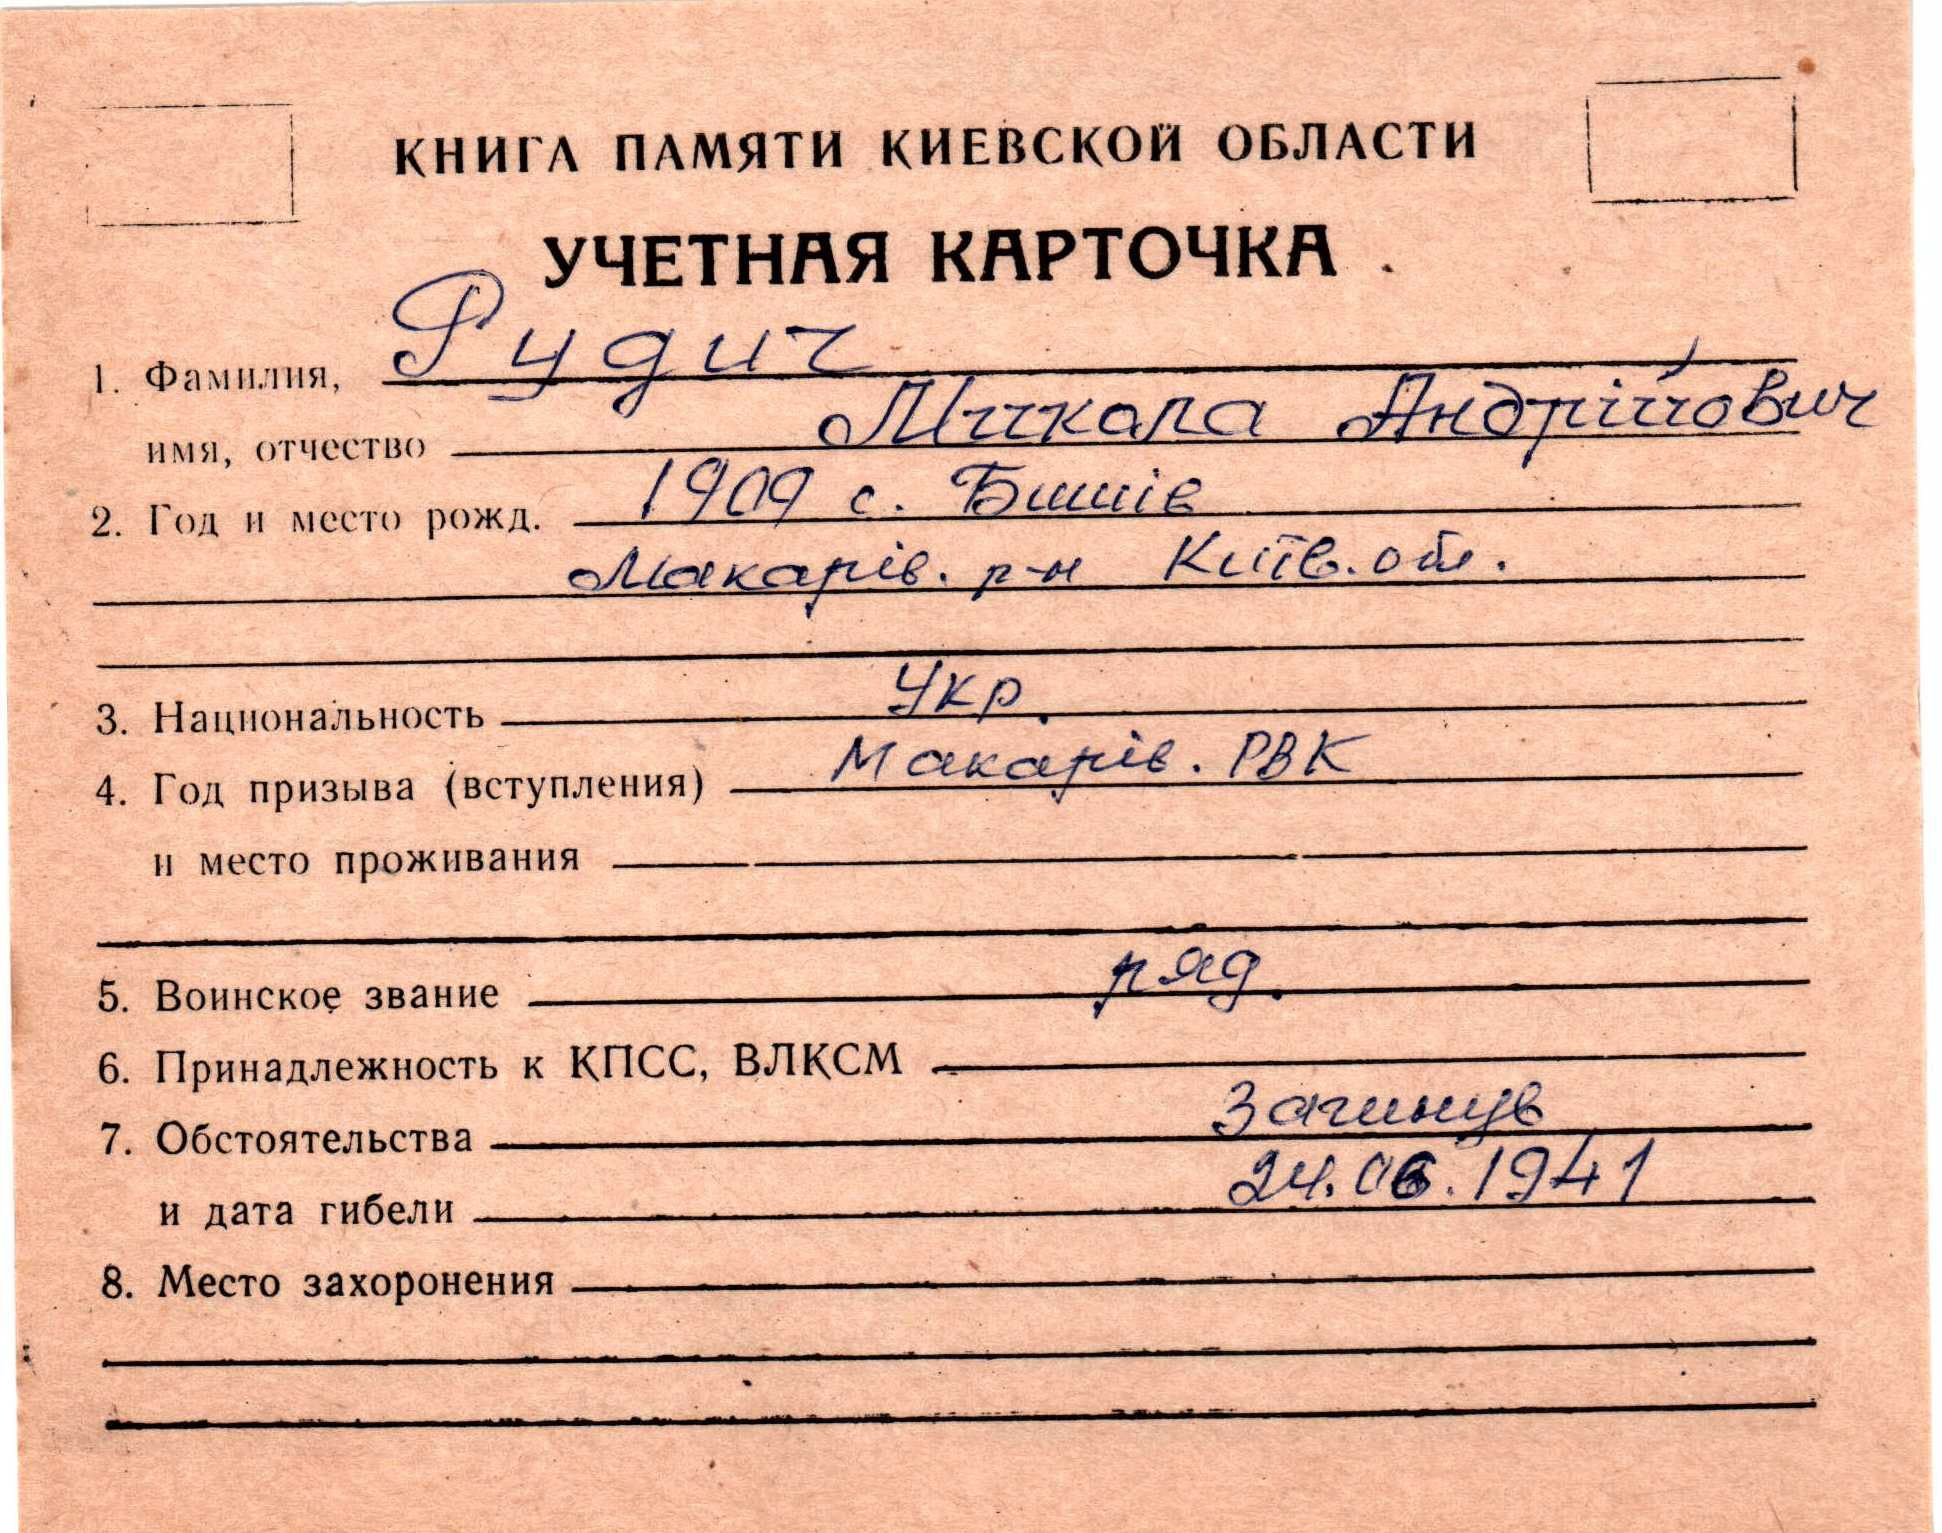 КНИГА ПАМЯТИ КИЕВСКОЙ ОБЛАСТИ
УЧЕТНАЯ КАРТОЧКА
1. Фамилия, Рудич
имя, отчество Микола Андрійович
2. Год и место рожд. 1909 с. Бишів
Макарів. р-н Київ. обл.
3. Национальность Укр.
4. Год призыва (вступления) Макарів. РВК
и место проживания
5. Воинское звание ряд.
6. Принадлежность к КПСС, ВЛКСМ
7. Обстоятельства Загинув
и дата гибели 24.06.1941
8. Место захоронения